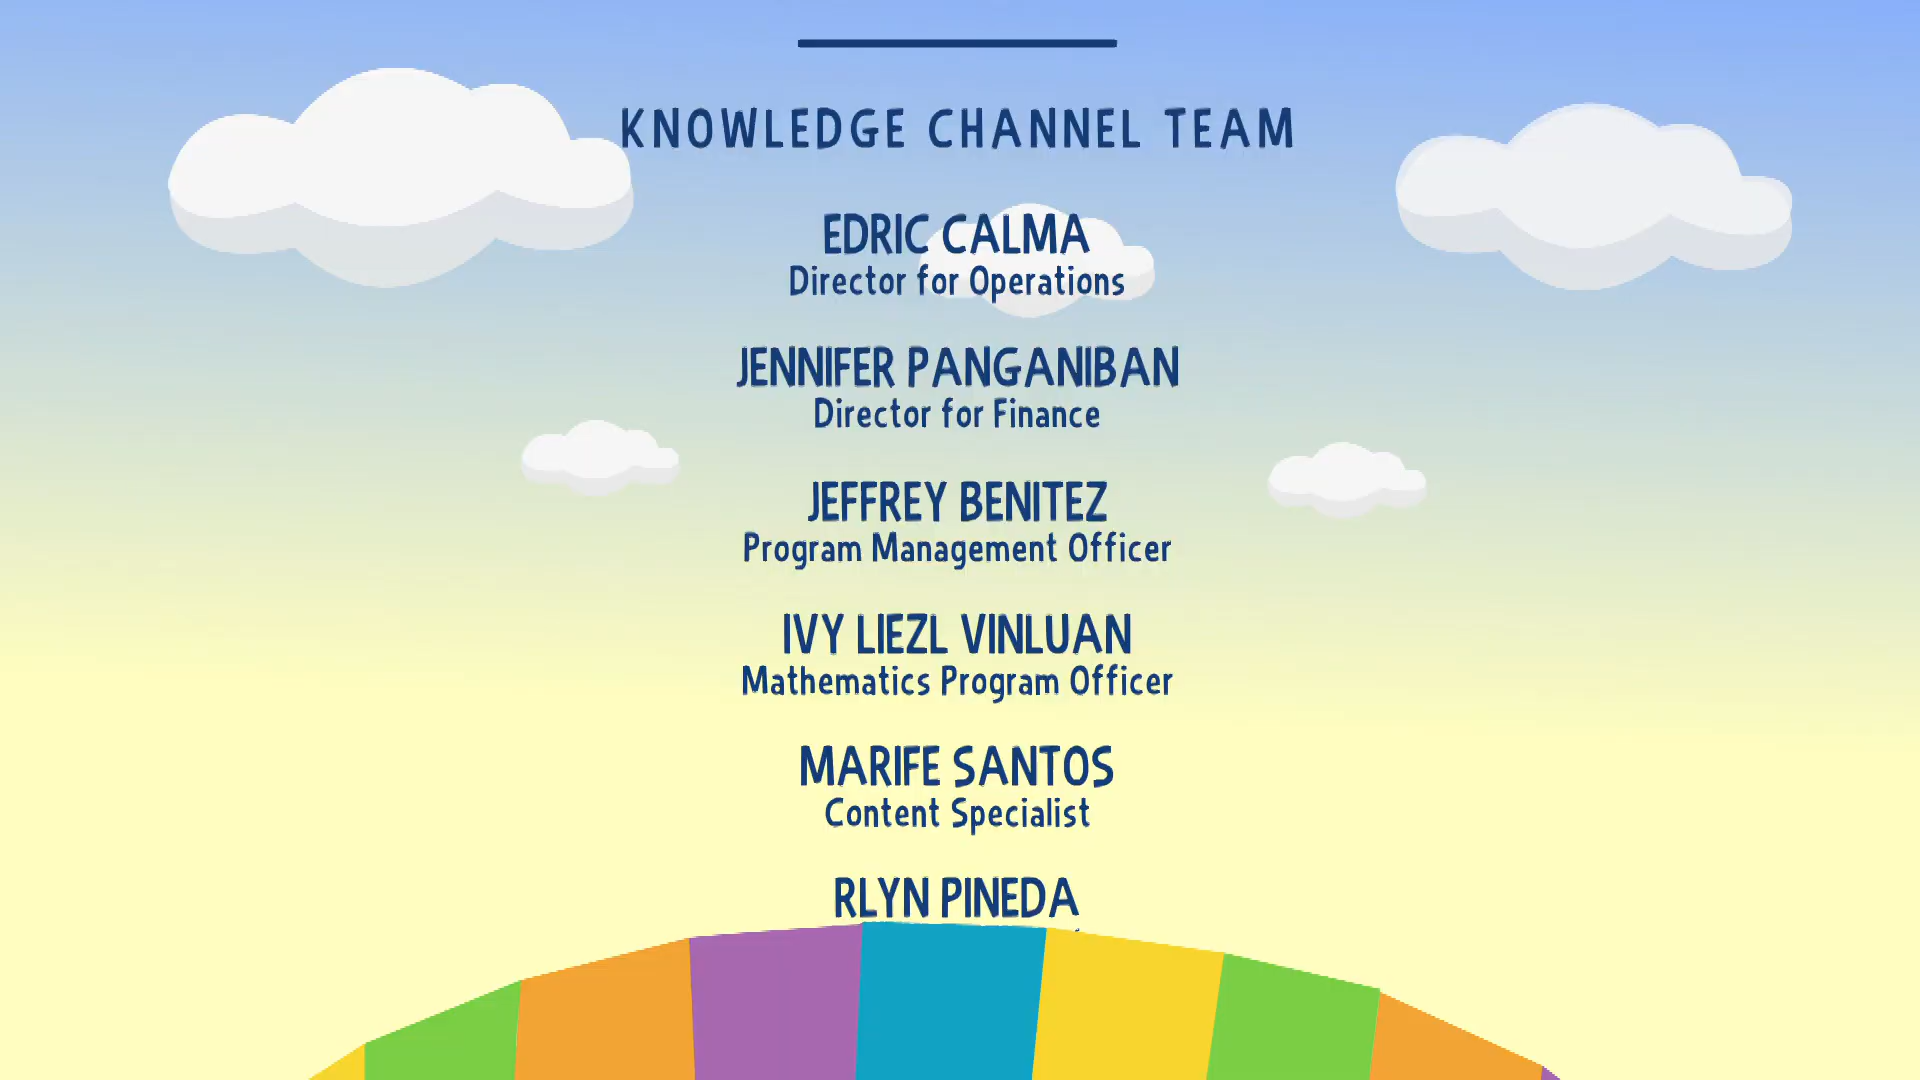 KNOWLEDGE CHANNEL TEAM
EDRIC CALMA
Director for Operations
JENNIFER PANGANIBAN
Director for Finance
JEFFREY BENITEZ
Program Management Officer
IVY LIEZL VINLUAN
Mathematics Program Officer
MARIFE SANTOS
Content Specialist
RLYN PINEDA